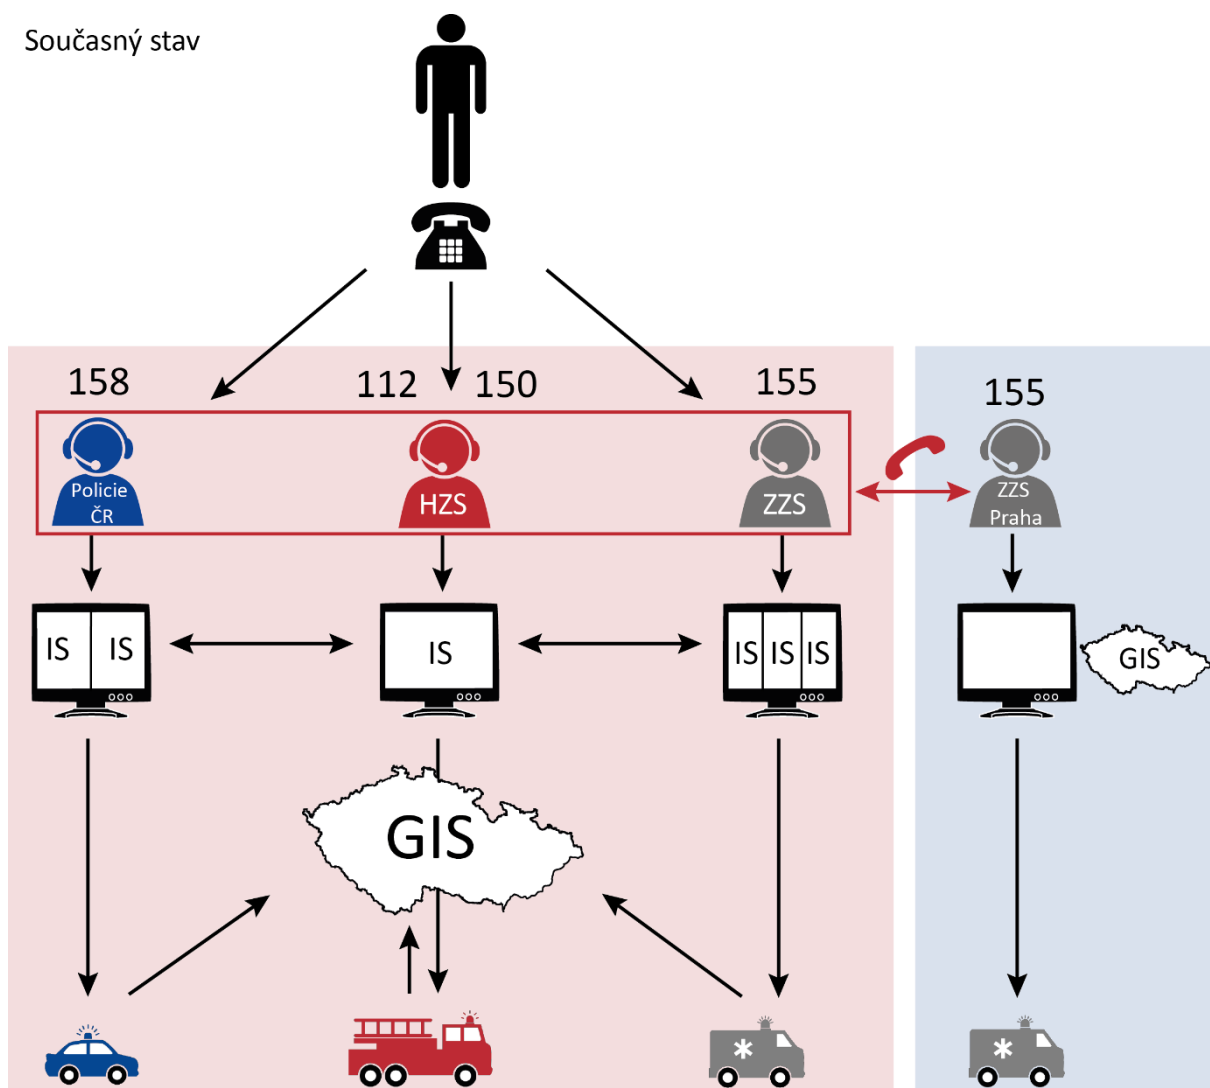 Současný stav
158
112
150
155
155
Policie
ČR
HZS
ZZS
ZZS
Praha
IS
IS
IS
IS
IS
IS
GIS
GIS